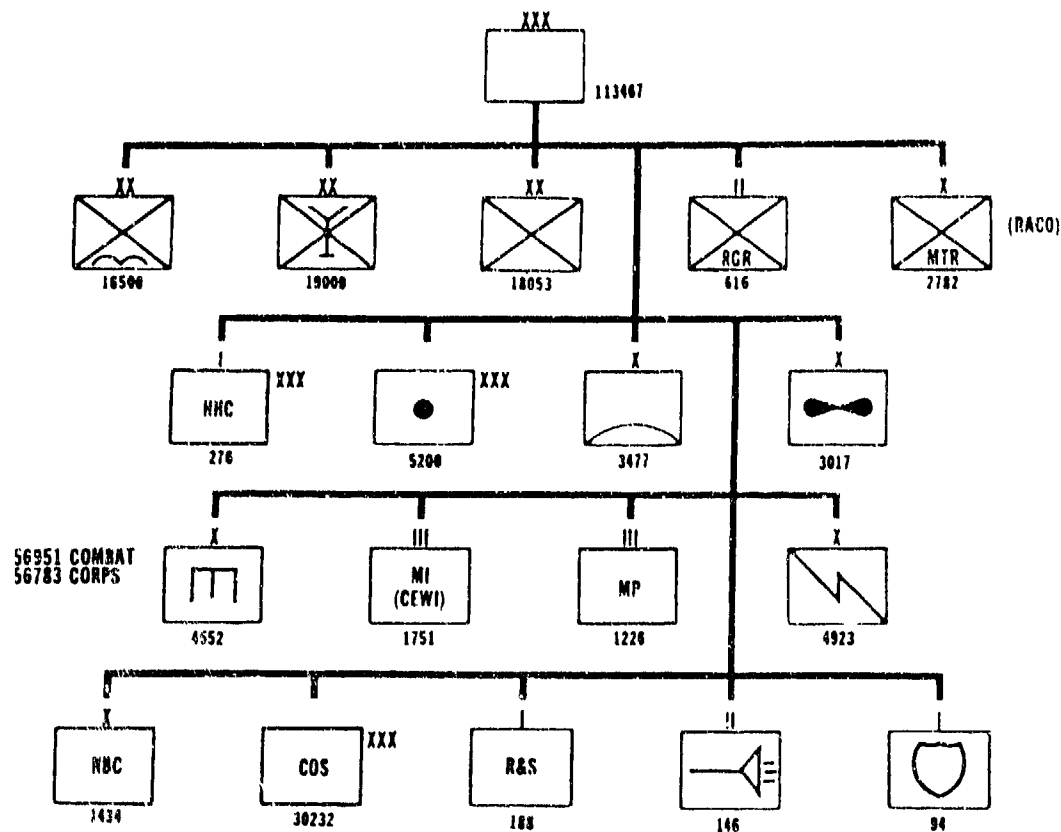 XXX
113467
XX XX XX II X
RGR MTR (RACO)
16500 19000 18053 616 2782
I X X
HHC XXX XXX
276 5200 3477 3017
X III III X
56951 COMBAT
56783 CORPS
MI
(CEWI)
MP
4552 1751 1226 4923
X II I I
NBC COS XXX R&S
1434 30232 188 146 94